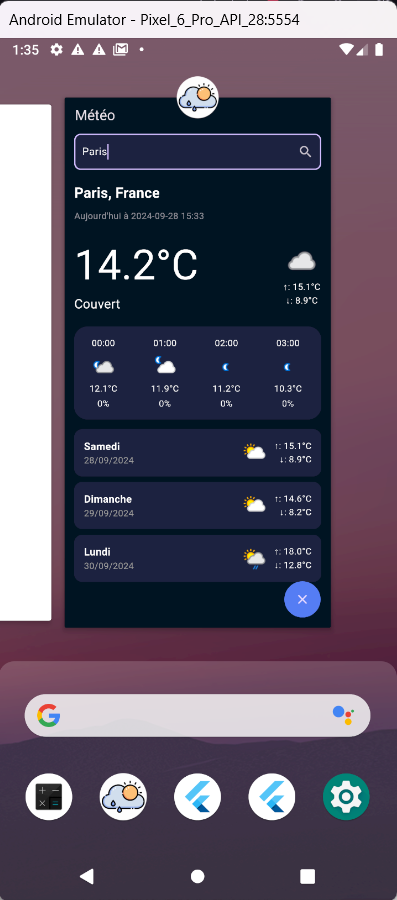 Android Emulator - Pixel_6_Pro_API_28:5554
1:35
Météo
Paris
Paris, France
Aujourd'hui à 2024-09-28 15:33
14.2°C
↑: 15.1°C
↓: 8.9°C
Couvert
00:00 01:00 02:00 03:00
12.1°C 11.9°C 11.2°C 10.3°C
0% 0% 0% 0%
Samedi
28/09/2024
↑: 15.1°C
↓: 8.9°C
Dimanche
29/09/2024
↑: 14.6°C
↓: 8.2°C
Lundi
30/09/2024
↑: 18.0°C
↓: 12.8°C